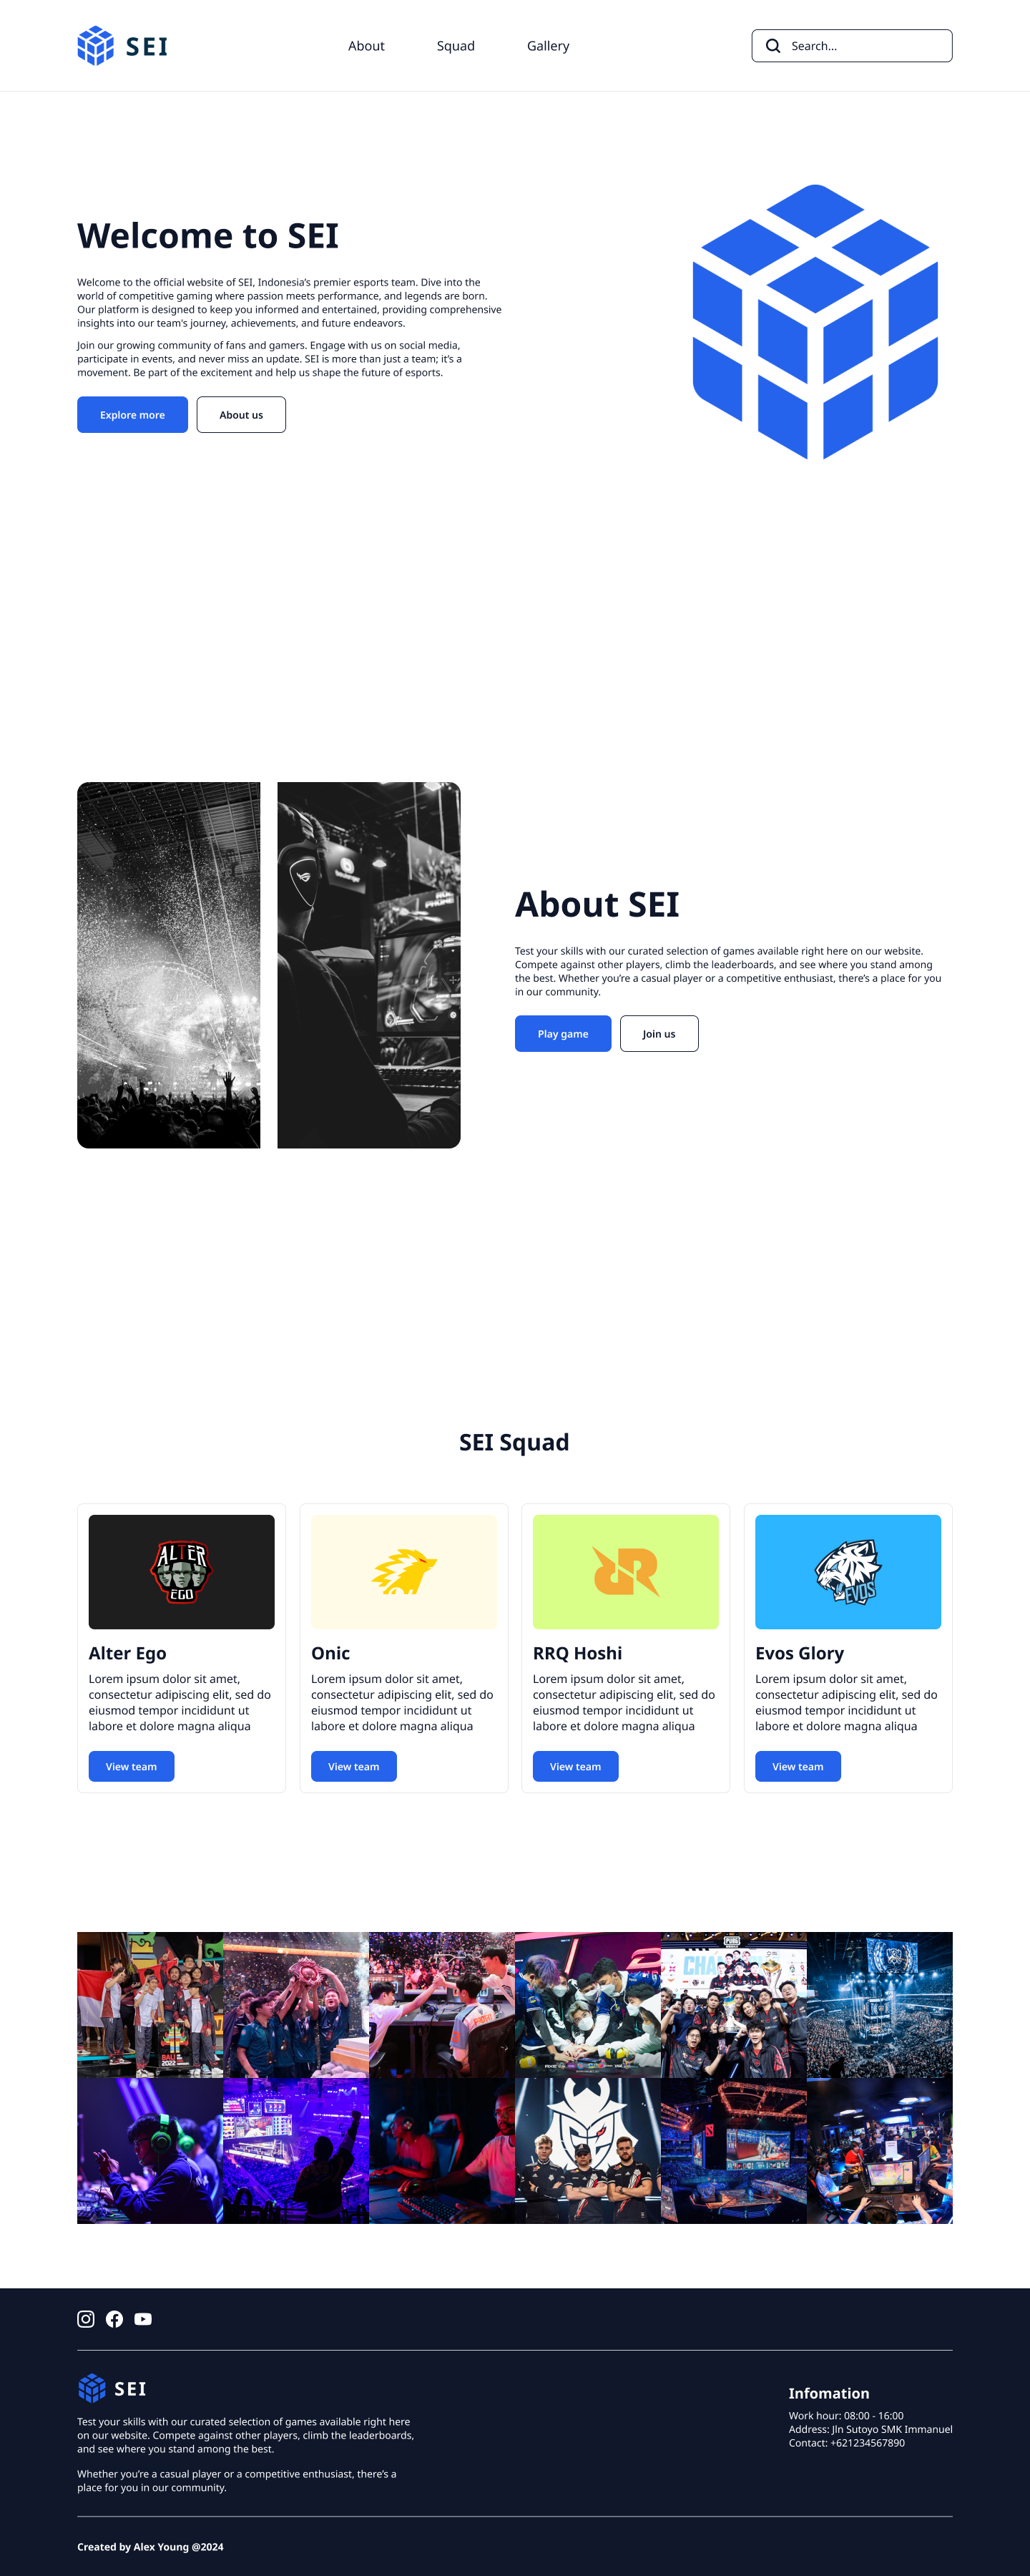 SEI
About
Squad
Gallery
Search...
Welcome to SEI
Welcome to the official website of SEI, Indonesia’s premier esports team. Dive into the
world of competitive gaming where passion meets performance, and legends are born.
Our platform is designed to keep you informed and entertained, providing comprehensive
insights into our team's journey, achievements, and future endeavors.
Join our growing community of fans and gamers. Engage with us on social media,
participate in events, and never miss an update. SEI is more than just a team; it’s a
movement. Be part of the excitement and help us shape the future of esports.
Explore more
About us
About SEI
Test your skills with our curated selection of games available right here on our website.
Compete against other players, climb the leaderboards, and see where you stand among
the best. Whether you’re a casual player or a competitive enthusiast, there’s a place for you
in our community.
Play game
Join us
SEI Squad
ALTER
EGO
Alter Ego
Lorem ipsum dolor sit amet,
consectetur adipiscing elit, sed do
eiusmod tempor incididunt ut
labore et dolore magna aliqua
View team
Onic
Lorem ipsum dolor sit amet,
consectetur adipiscing elit, sed do
eiusmod tempor incididunt ut
labore et dolore magna aliqua
View team
RRQ Hoshi
Lorem ipsum dolor sit amet,
consectetur adipiscing elit, sed do
eiusmod tempor incididunt ut
labore et dolore magna aliqua
View team
EVOS
Evos Glory
Lorem ipsum dolor sit amet,
consectetur adipiscing elit, sed do
eiusmod tempor incididunt ut
labore et dolore magna aliqua
View team
BALI
2022
PUBG
SEI
Test your skills with our curated selection of games available right here
on our website. Compete against other players, climb the leaderboards,
and see where you stand among the best.
Whether you’re a casual player or a competitive enthusiast, there’s a
place for you in our community.
Infomation
Work hour: 08:00 - 16:00
Address: Jln Sutoyo SMK Immanuel
Contact: +621234567890
Created by Alex Young @2024